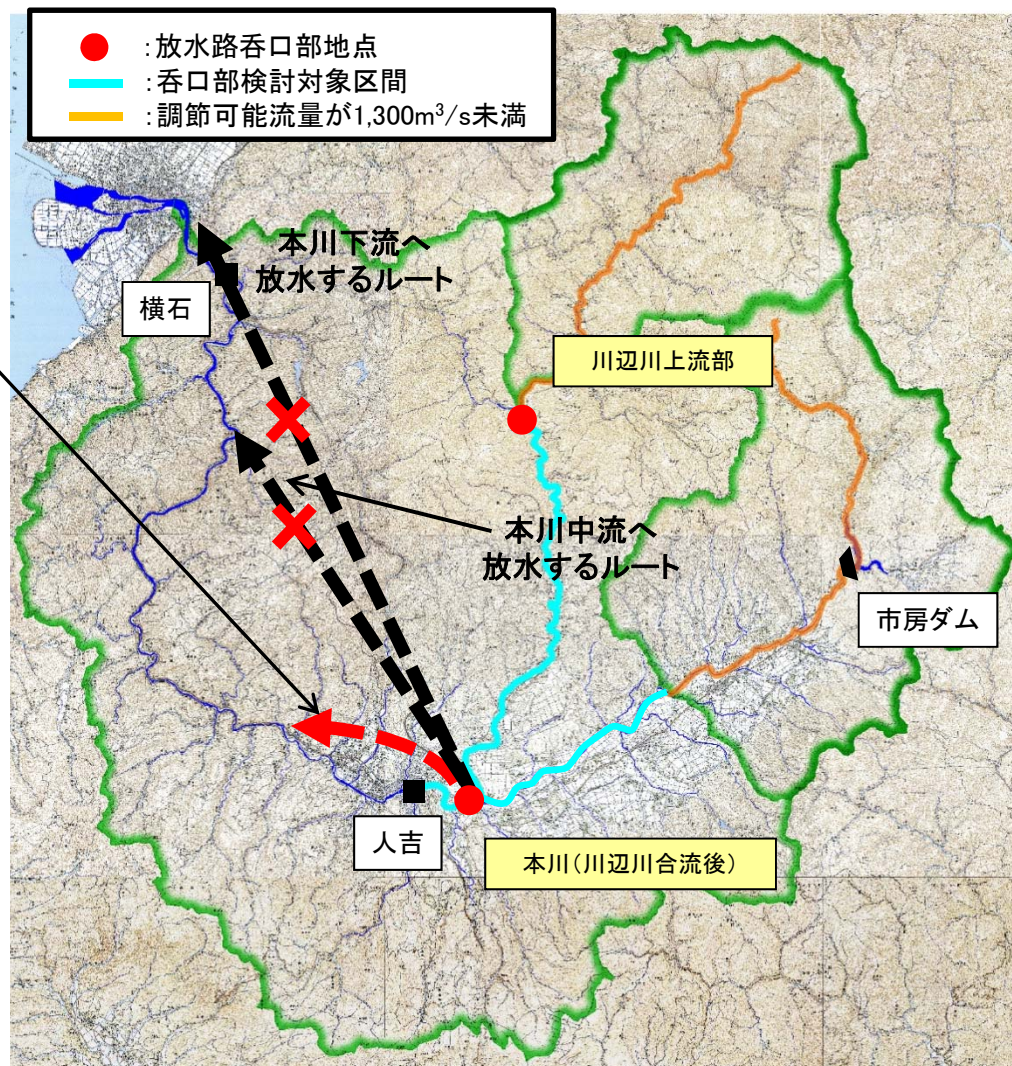 :放水路呑口部地点
:呑口部検討対象区間
:調節可能流量が1,300m³/s未満
本川下流へ
放水するルート
横石
川辺川上流部
本川中流へ
放水するルート
市房ダム
人吉
本川(川辺川合流後)